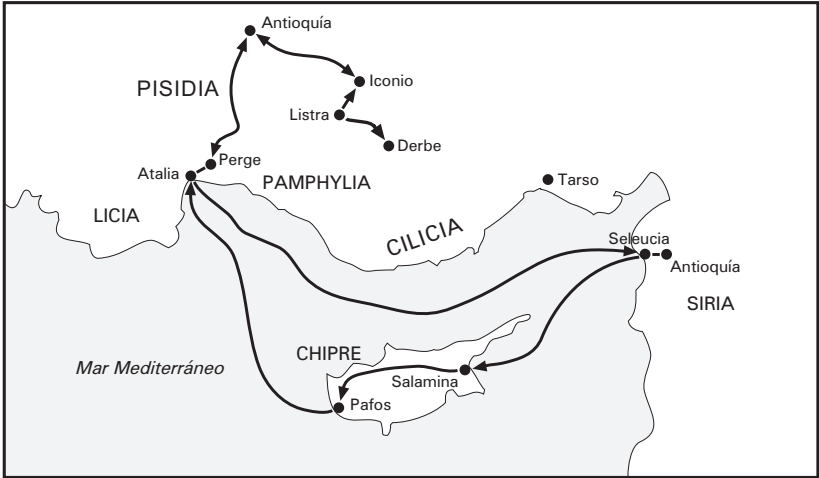 Antioquía
PISIDIA
Iconio
Listra
Derbe
Perge
Atalia
PAMPHYLIA
Tarso
LICIA
CILICIA
Seleucia
Antioquía
SIRIA
CHIPRE
Mar Mediterráneo
Salamina
Pafos